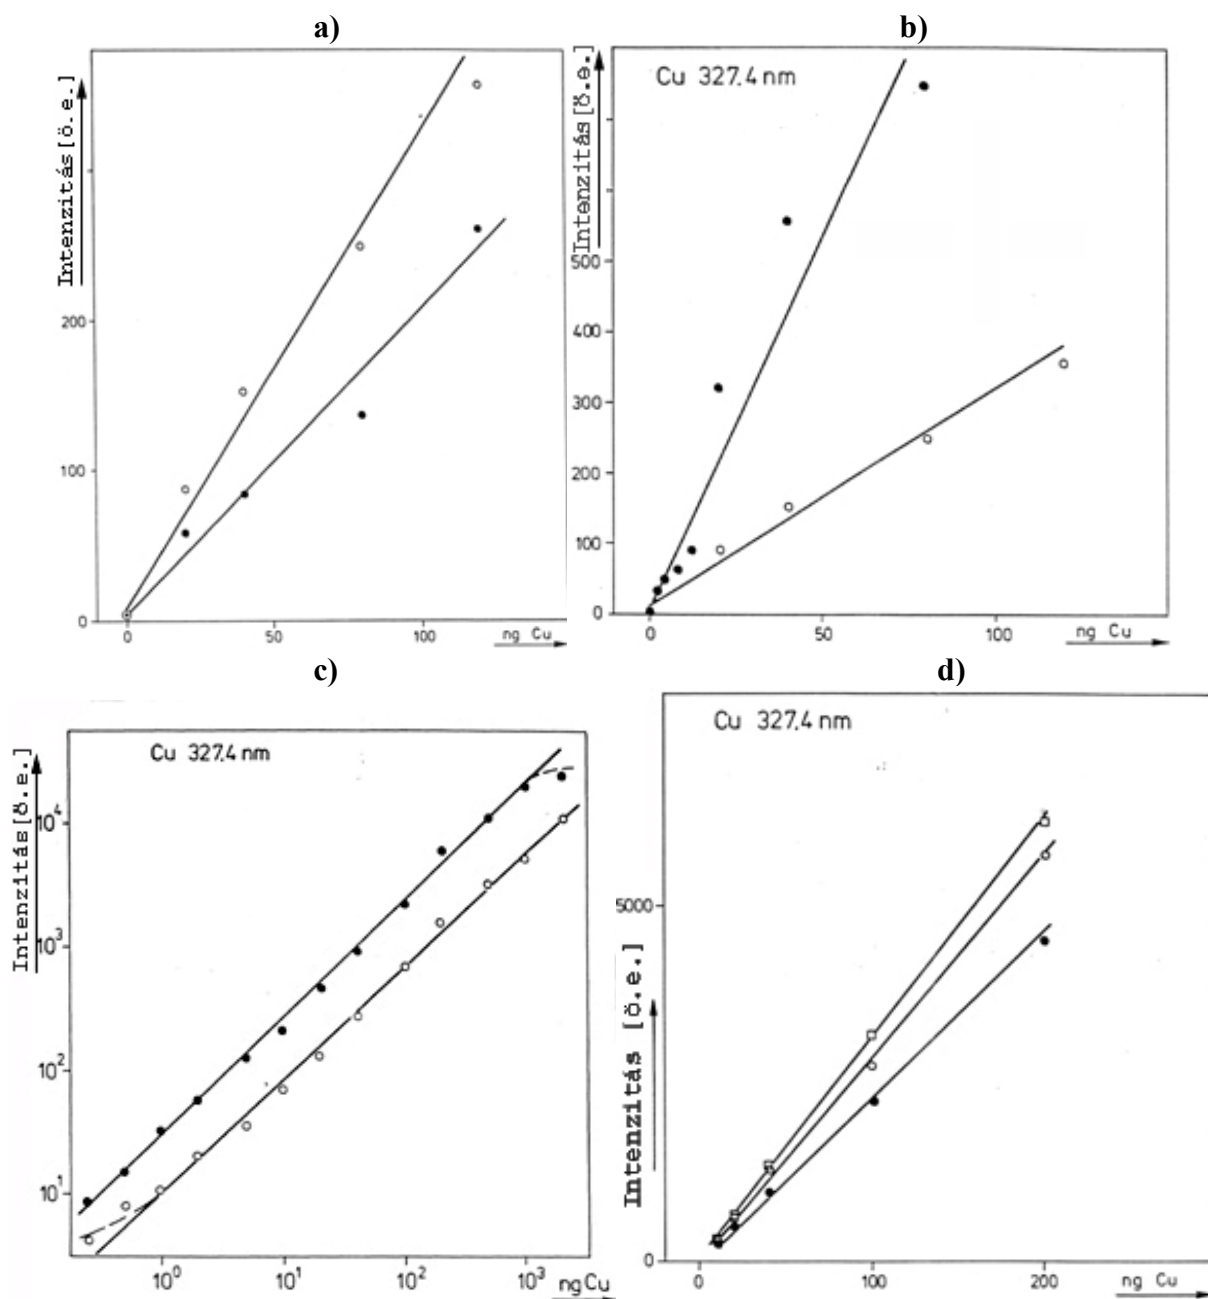 a)
Intenzitás[ö.e.]
200
100
0
0
50
100
ng Cu
b)
Cu 327.4 nm
Intenzitás[ö.e.]
500
400
300
200
100
0
0
50
100
ng Cu
c)
Cu 327.4 nm
Intenzitás[ö.e.]
10⁴
10³
10²
10¹
10⁰
10¹
10²
10³
ng Cu
d)
Cu 327.4 nm
Intenzitás [ö.e.]
5000
0
0
100
200
ng Cu